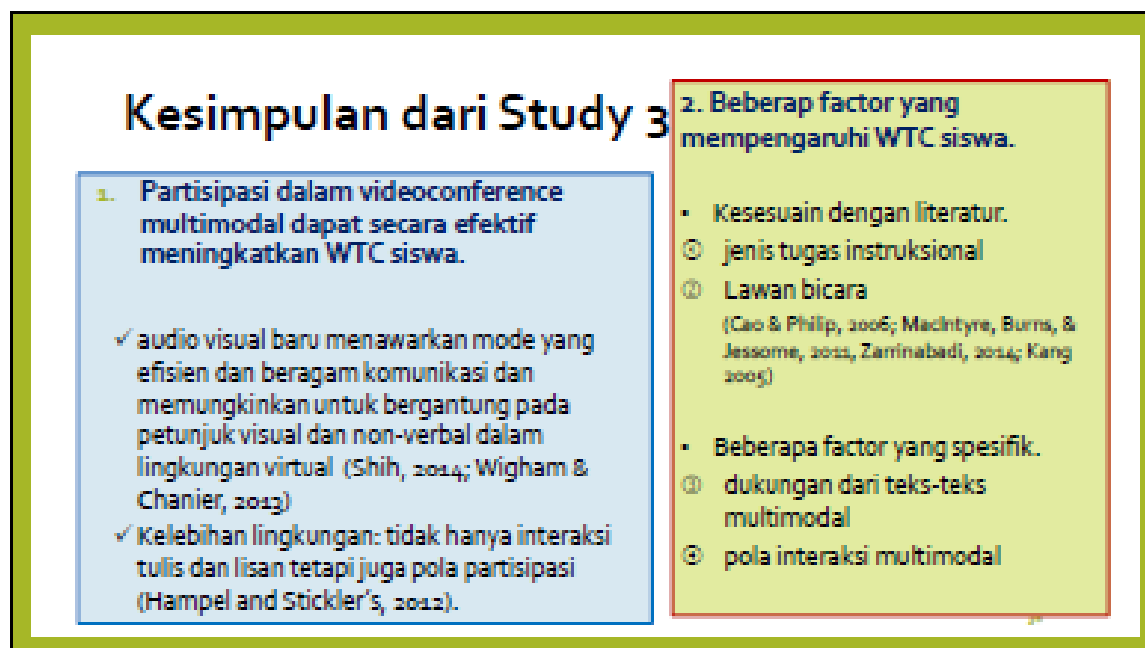 Kesimpulan dari Study 3
1. Partisipasi dalam videoconference
multimodal dapat secara efektif
meningkatkan WTC siswa.
✓ audio visual baru menawarkan mode yang
efisien dan beragam komunikasi dan
memungkinkan untuk bergantung pada
petunjuk visual dan non-verbal dalam
lingkungan virtual (Shih, 2014; Wigham &
Chanier, 2013)
✓ Kelebihan lingkungan: tidak hanya interaksi
tulis dan lisan tetapi juga pola partisipasi
(Hampel and Stickler's, 2012).
2. Beberap factor yang
mempengaruhi WTC siswa.
• Kesesuain dengan literatur.
① jenis tugas instruksional
② Lawan bicara
(Cao & Philip, 2006; MacIntyre, Burns, &
Jessome, 2011, Zarrinabadi, 2014; Kang
2005)
• Beberapa factor yang spesifik.
③ dukungan dari teks-teks
multimodal
④ pola interaksi multimodal